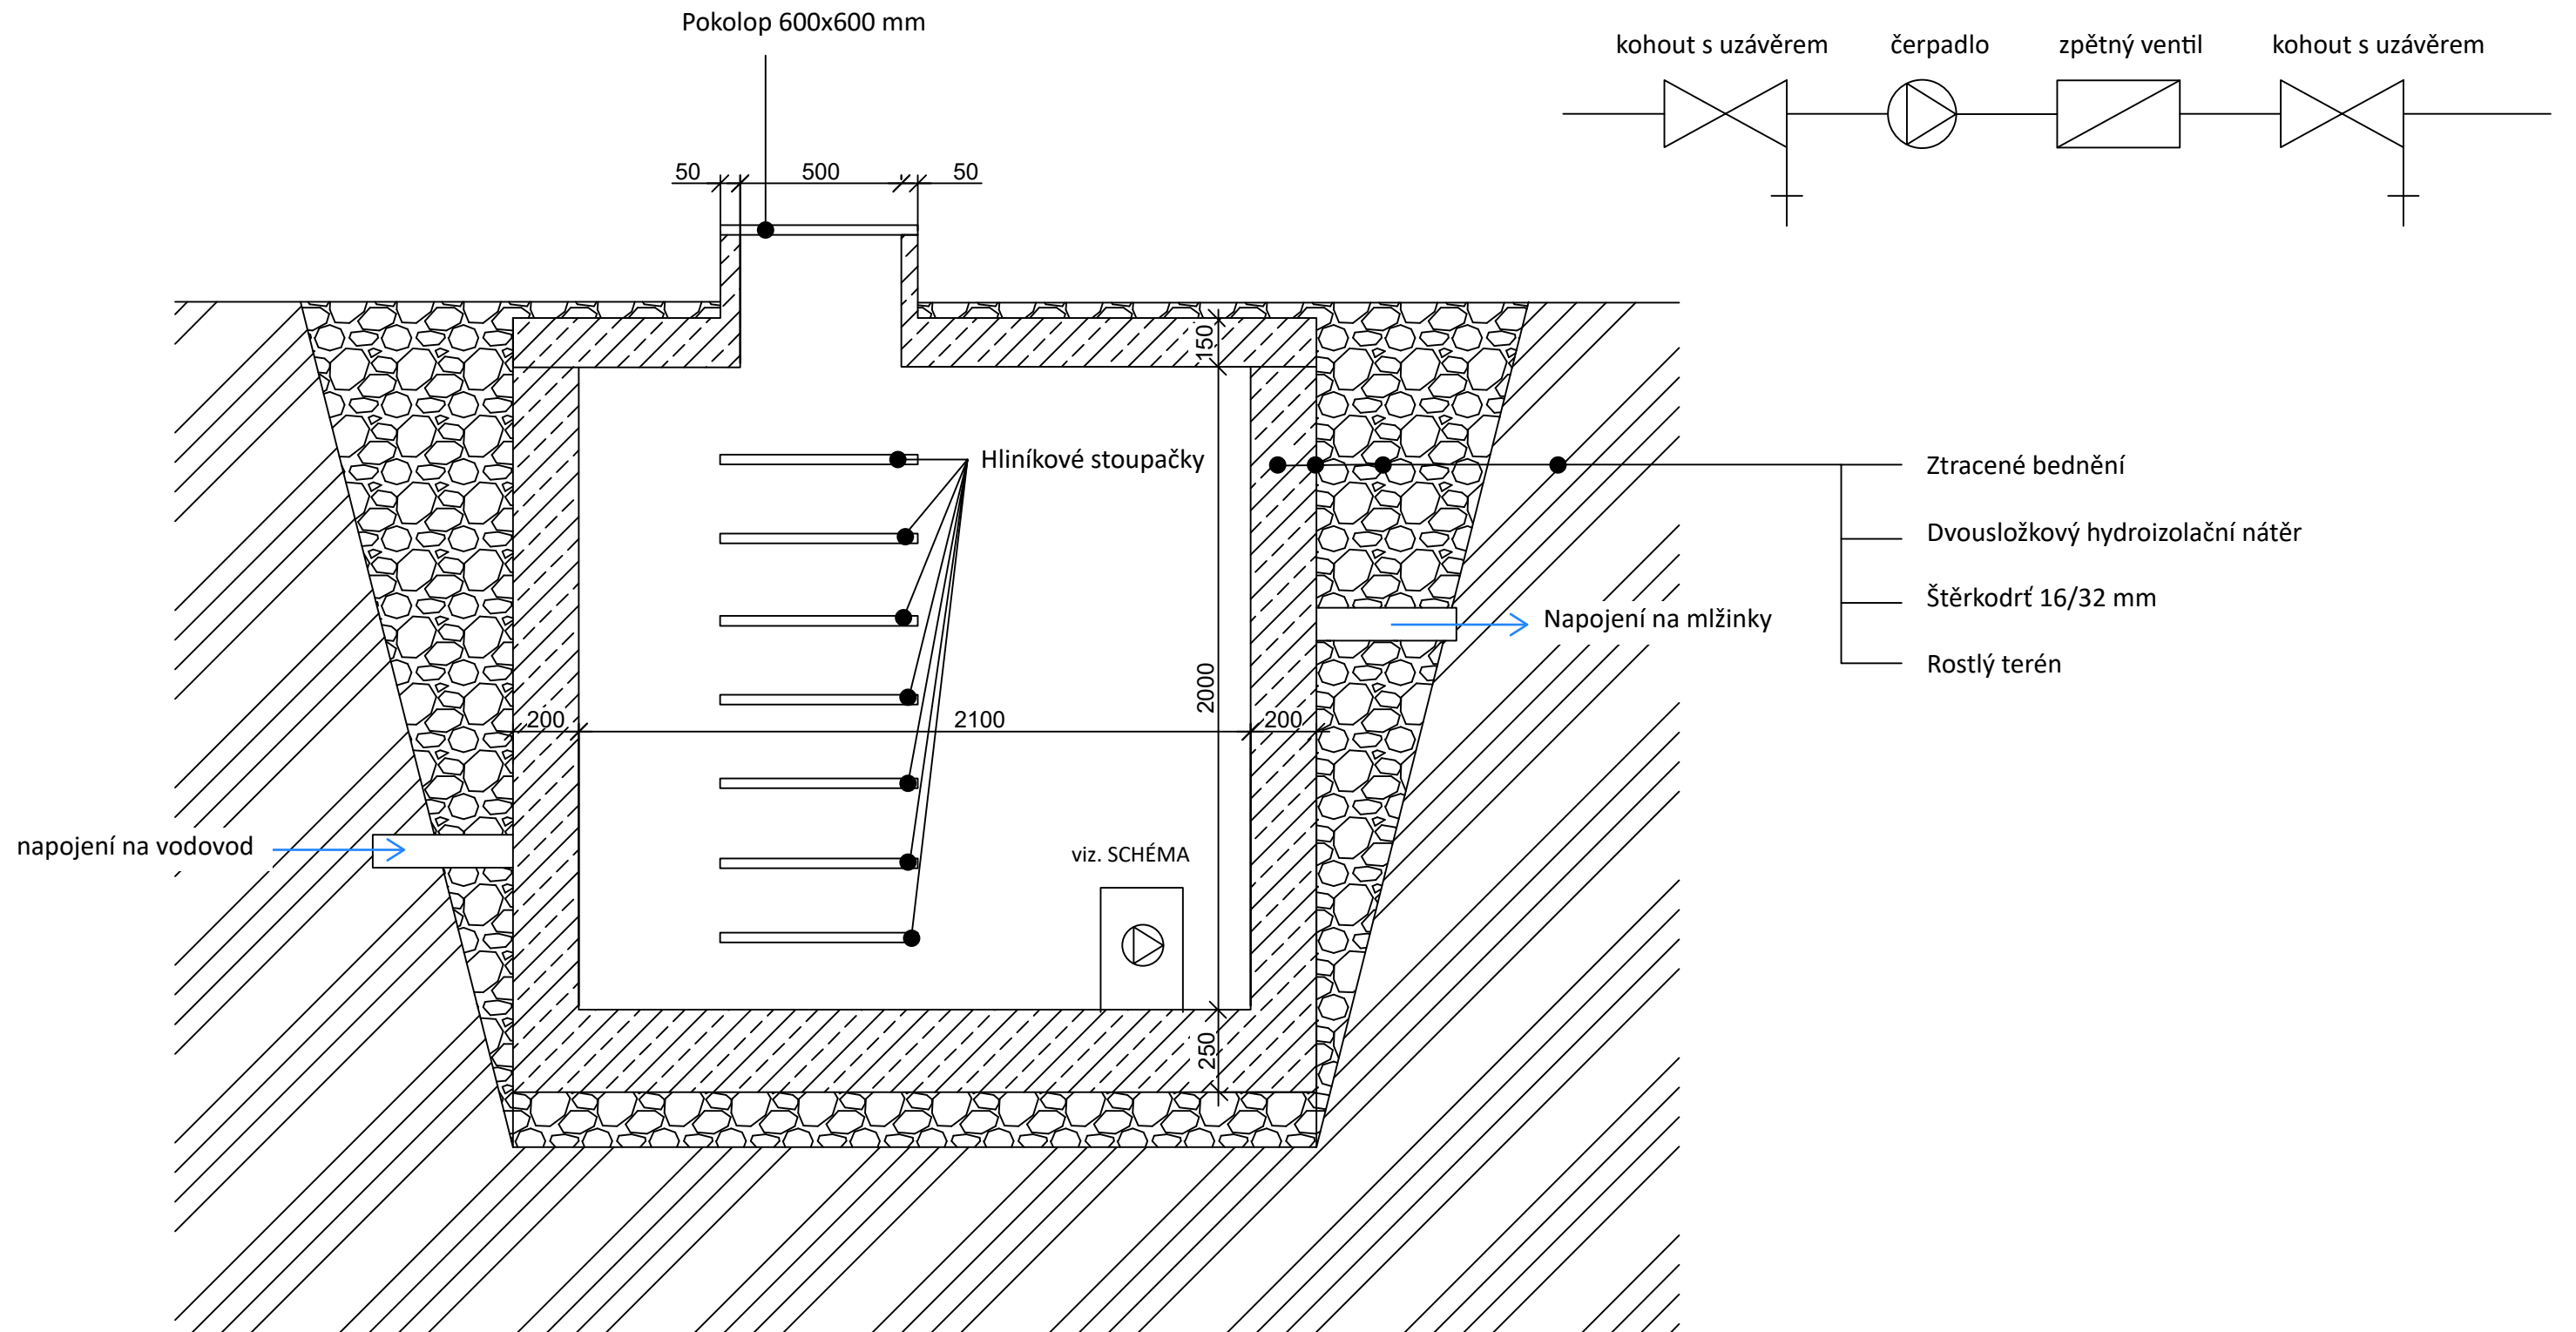 Pokolop 600x600 mm
kohout s uzávěrem
čerpadlo
zpětný ventil
kohout s uzávěrem
50
500
50
150
Hliníkové stoupačky
Ztracené bednění
Dvousložkový hydroizolační nátěr
Štěrkodrť 16/32 mm
Napojení na mlžinky
Rostlý terén
2000
200
2100
200
napojení na vodovod
viz. SCHÉMA
250